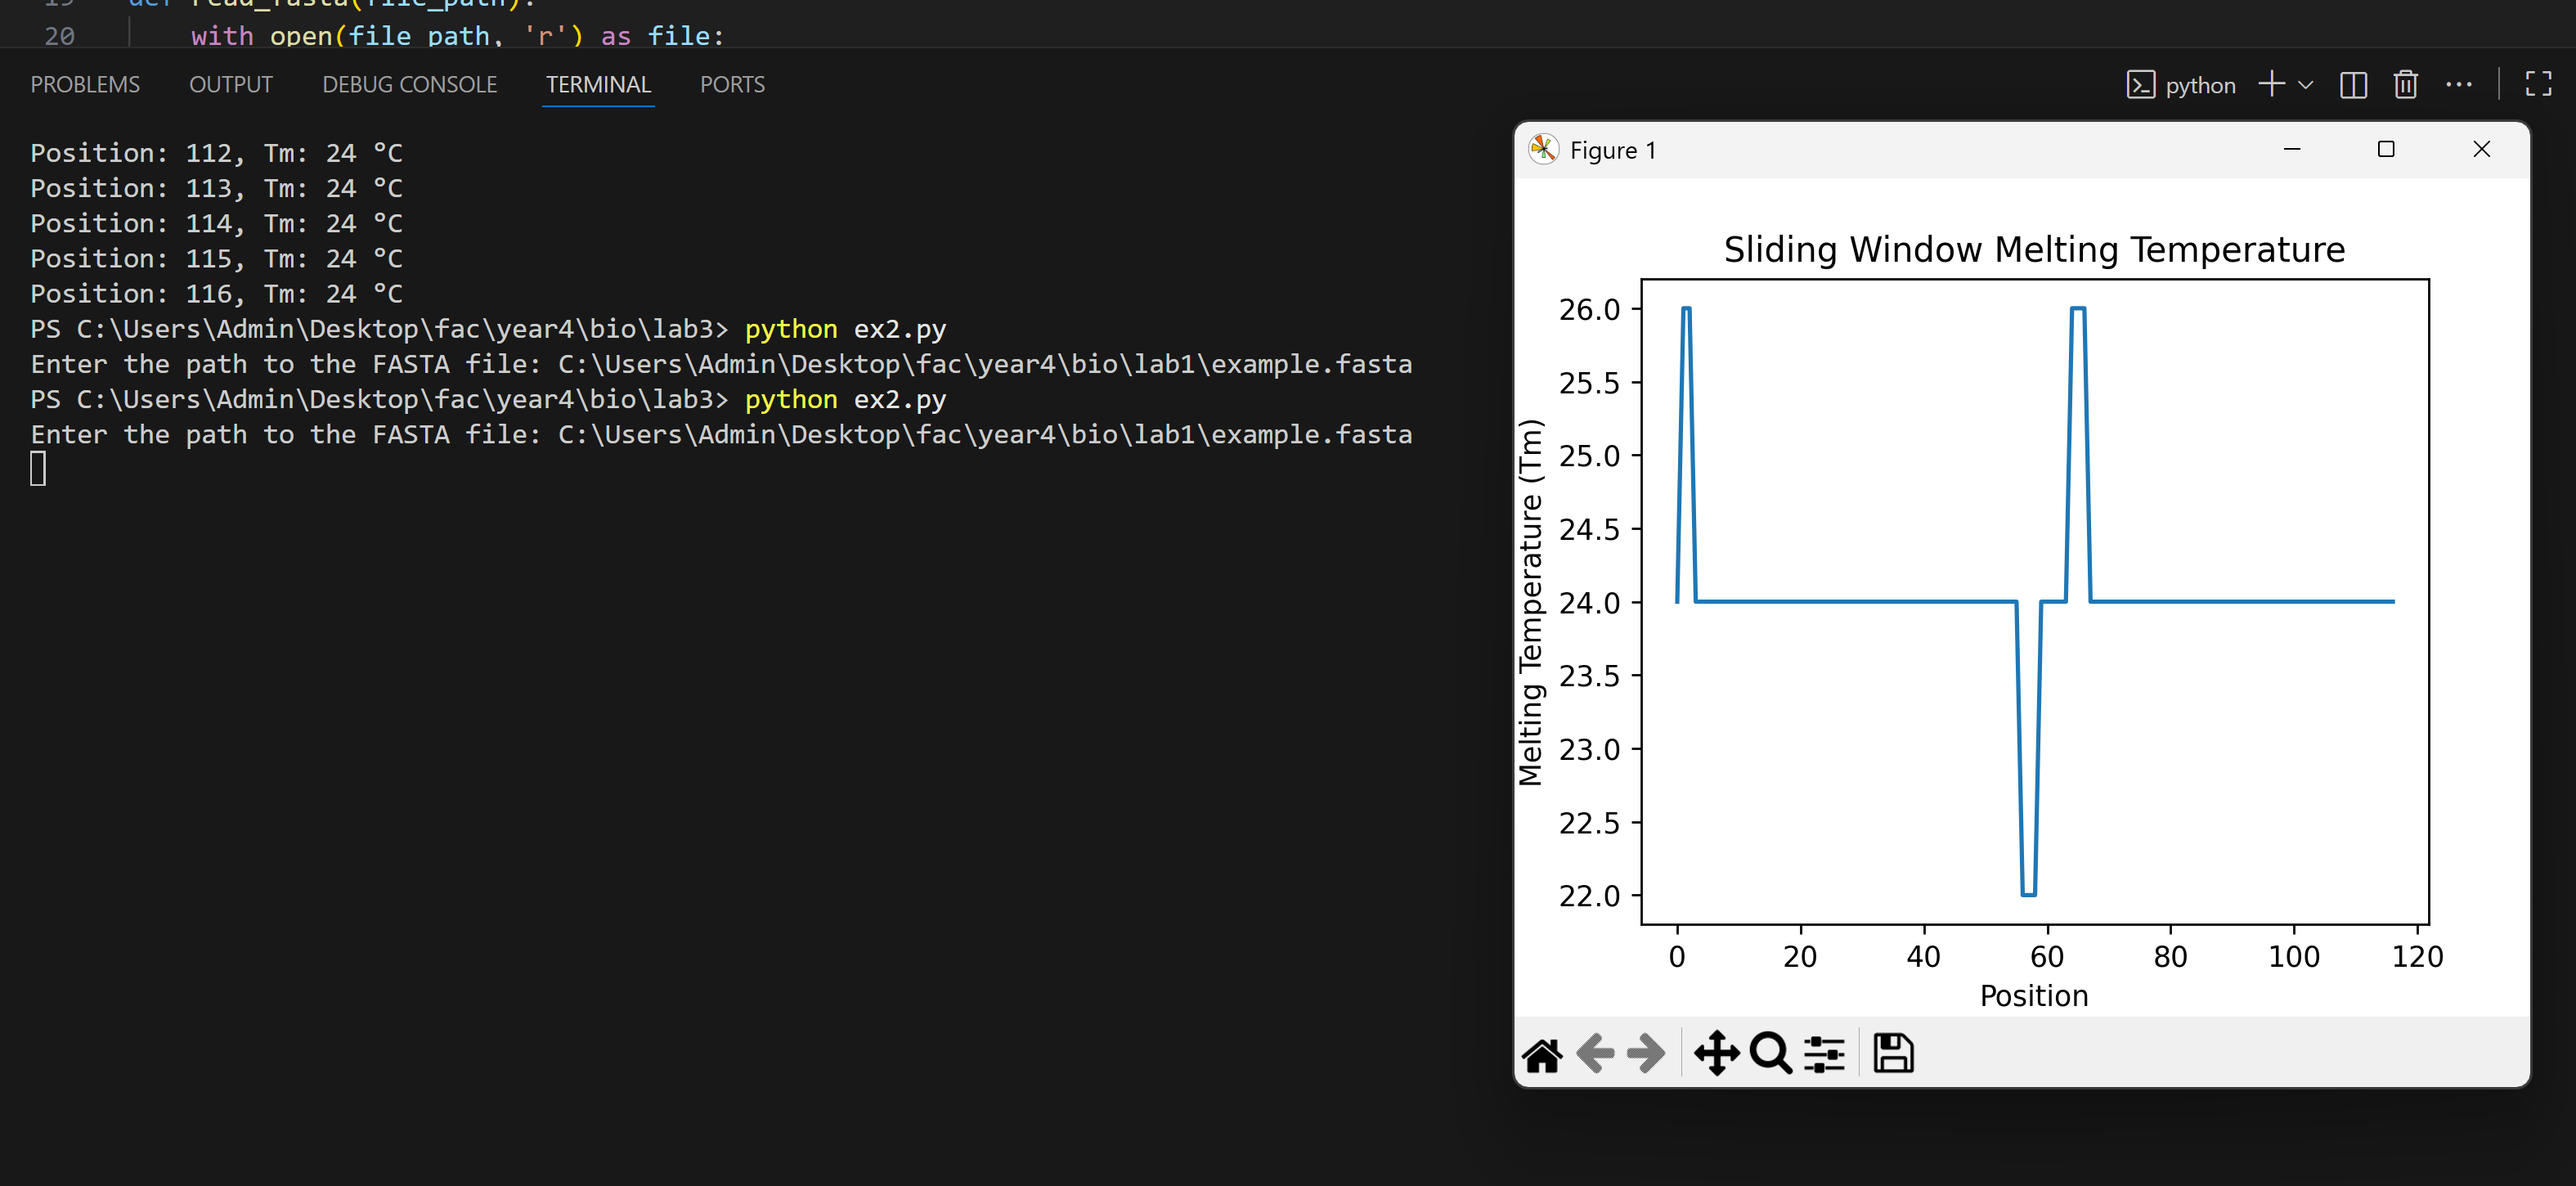 19 def read_fasta(file_path):
20 with open(file_path, 'r') as file:
PROBLEMS OUTPUT DEBUG CONSOLE TERMINAL PORTS python
Position: 112, Tm: 24 °C
Position: 113, Tm: 24 °C
Position: 114, Tm: 24 °C
Position: 115, Tm: 24 °C
Position: 116, Tm: 24 °C
PS C:\Users\Admin\Desktop\fac\year4\bio\lab3> python ex2.py
Enter the path to the FASTA file: C:\Users\Admin\Desktop\fac\year4\bio\lab1\example.fasta
PS C:\Users\Admin\Desktop\fac\year4\bio\lab3> python ex2.py
Enter the path to the FASTA file: C:\Users\Admin\Desktop\fac\year4\bio\lab1\example.fasta
Figure 1
Sliding Window Melting Temperature
Melting Temperature (Tm)
26.0
25.5
25.0
24.5
24.0
23.5
23.0
22.5
22.0
0 20 40 60 80 100 120
Position